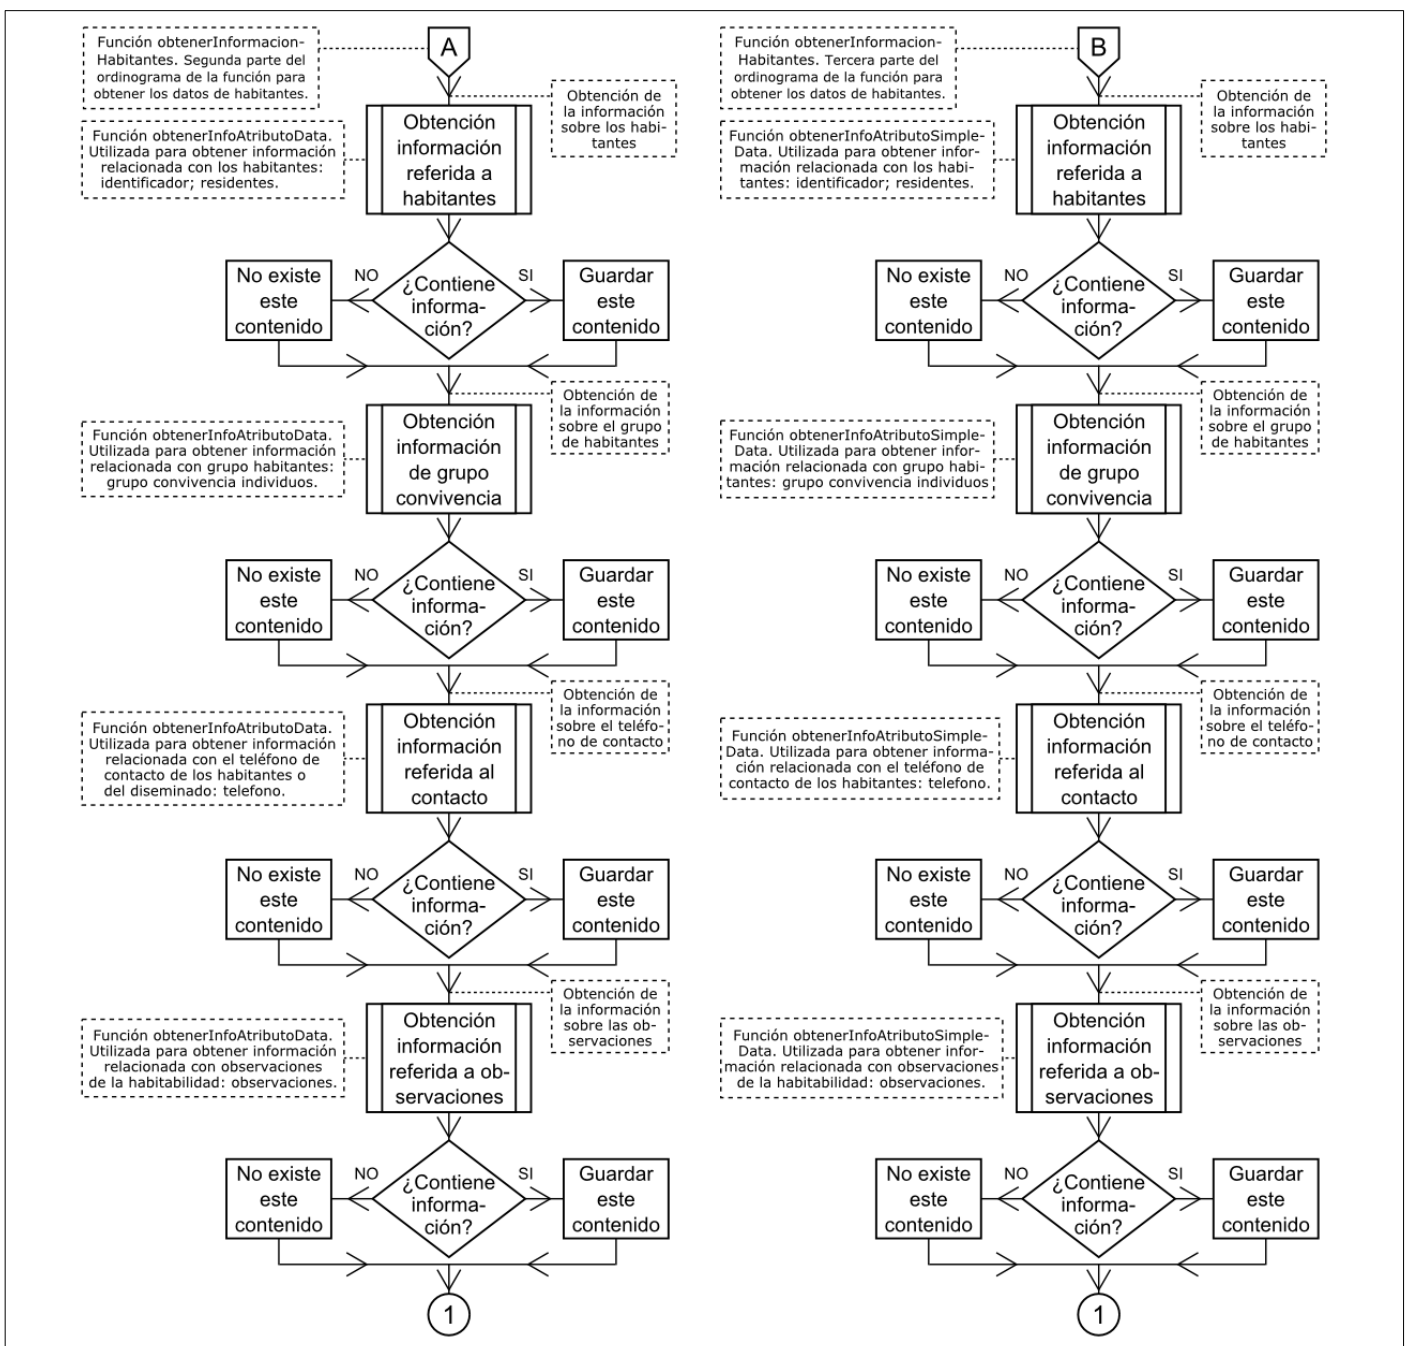 Función obtenerInformacion-
Habitantes. Segunda parte del
ordinograma de la función para
obtener los datos de habitantes.
A
Obtención de
la información
sobre los habi-
tantes
Función obtenerInfoAtributoData.
Utilizada para obtener información
relacionada con los habitantes:
identificador; residentes.
Obtención
información
referida a
habitantes
No existe
este
contenido
NO
¿Contiene
informa-
ción?
SI
Guardar
este
contenido
Obtención de
la información
sobre el grupo
de habitantes
Función obtenerInfoAtributoData.
Utilizada para obtener información
relacionada con grupo habitantes:
grupo convivencia individuos.
Obtención
información
de grupo
convivencia
No existe
este
contenido
NO
¿Contiene
informa-
ción?
SI
Guardar
este
contenido
Obtención de
la información
sobre el teléfo-
no de contacto
Función obtenerInfoAtributoData.
Utilizada para obtener información
relacionada con el teléfono de
contacto de los habitantes o
del diseminado: telefono.
Obtención
información
referida al
contacto
No existe
este
contenido
NO
¿Contiene
informa-
ción?
SI
Guardar
este
contenido
Obtención de
la información
sobre las ob-
servaciones
Función obtenerInfoAtributoData.
Utilizada para obtener información
relacionada con observaciones
de la habitabilidad: observaciones.
Obtención
información
referida a ob-
servaciones
No existe
este
contenido
NO
¿Contiene
informa-
ción?
SI
Guardar
este
contenido
1
Función obtenerInformacion-
Habitantes. Tercera parte del
ordinograma de la función para
obtener los datos de habitantes.
B
Obtención de
la información
sobre los habi-
tantes
Función obtenerInfoAtributoSimple-
Data. Utilizada para obtener infor-
mación relacionada con los habi-
tantes: identificador; residentes.
Obtención
información
referida a
habitantes
No existe
este
contenido
NO
¿Contiene
informa-
ción?
SI
Guardar
este
contenido
Obtención de
la información
sobre el grupo
de habitantes
Función obtenerInfoAtributoSimple-
Data. Utilizada para obtener infor-
mación relacionada con grupo habi-
tantes: grupo convivencia individuos
Obtención
información
de grupo
convivencia
No existe
este
contenido
NO
¿Contiene
informa-
ción?
SI
Guardar
este
contenido
Obtención de
la información
sobre el teléfo-
no de contacto
Función obtenerInfoAtributoSimple-
Data. Utilizada para obtener informa-
ción relacionada con el teléfono de
contacto de los habitantes: telefono.
Obtención
información
referida al
contacto
No existe
este
contenido
NO
¿Contiene
informa-
ción?
SI
Guardar
este
contenido
Obtención de
la información
sobre las ob-
servaciones
Función obtenerInfoAtributoSimple-
Data. Utilizada para obtener infor-
mación relacionada con observaciones
de la habitabilidad: observaciones.
Obtención
información
referida a ob-
servaciones
No existe
este
contenido
NO
¿Contiene
informa-
ción?
SI
Guardar
este
contenido
1